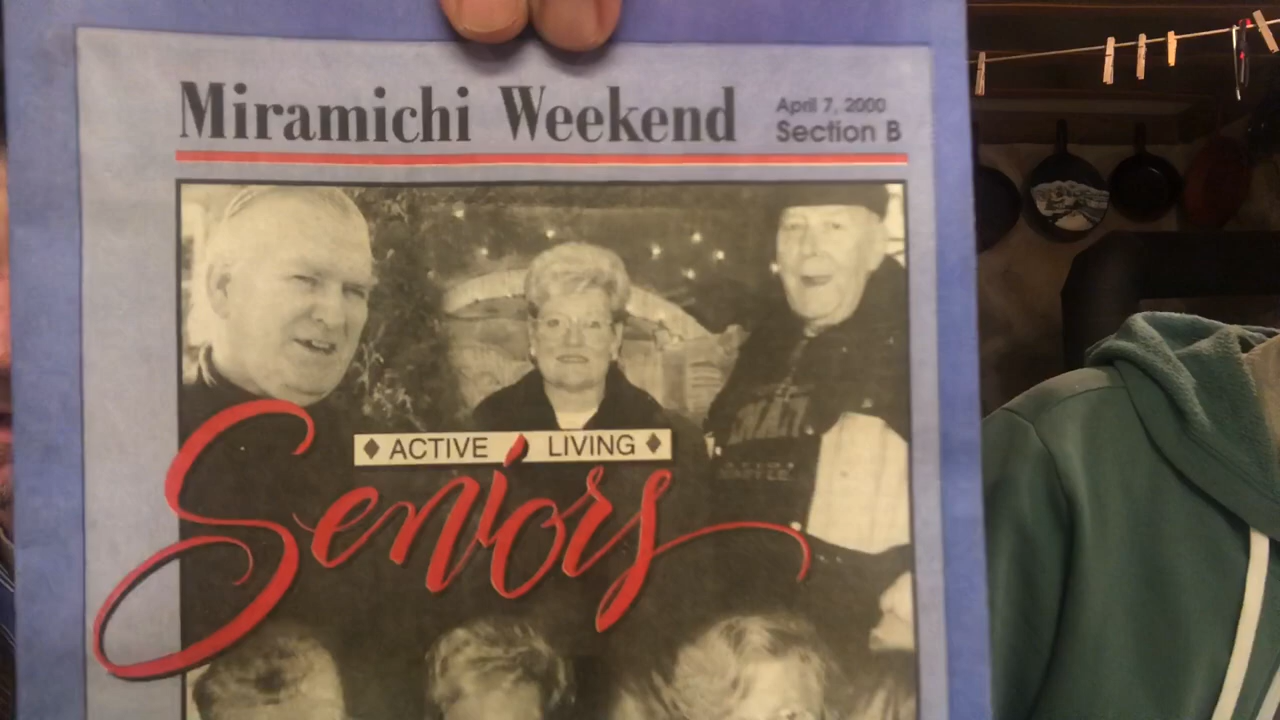 Miramichi Weekend
April 7, 2000
Section B
ACTIVE LIVING
Seniors